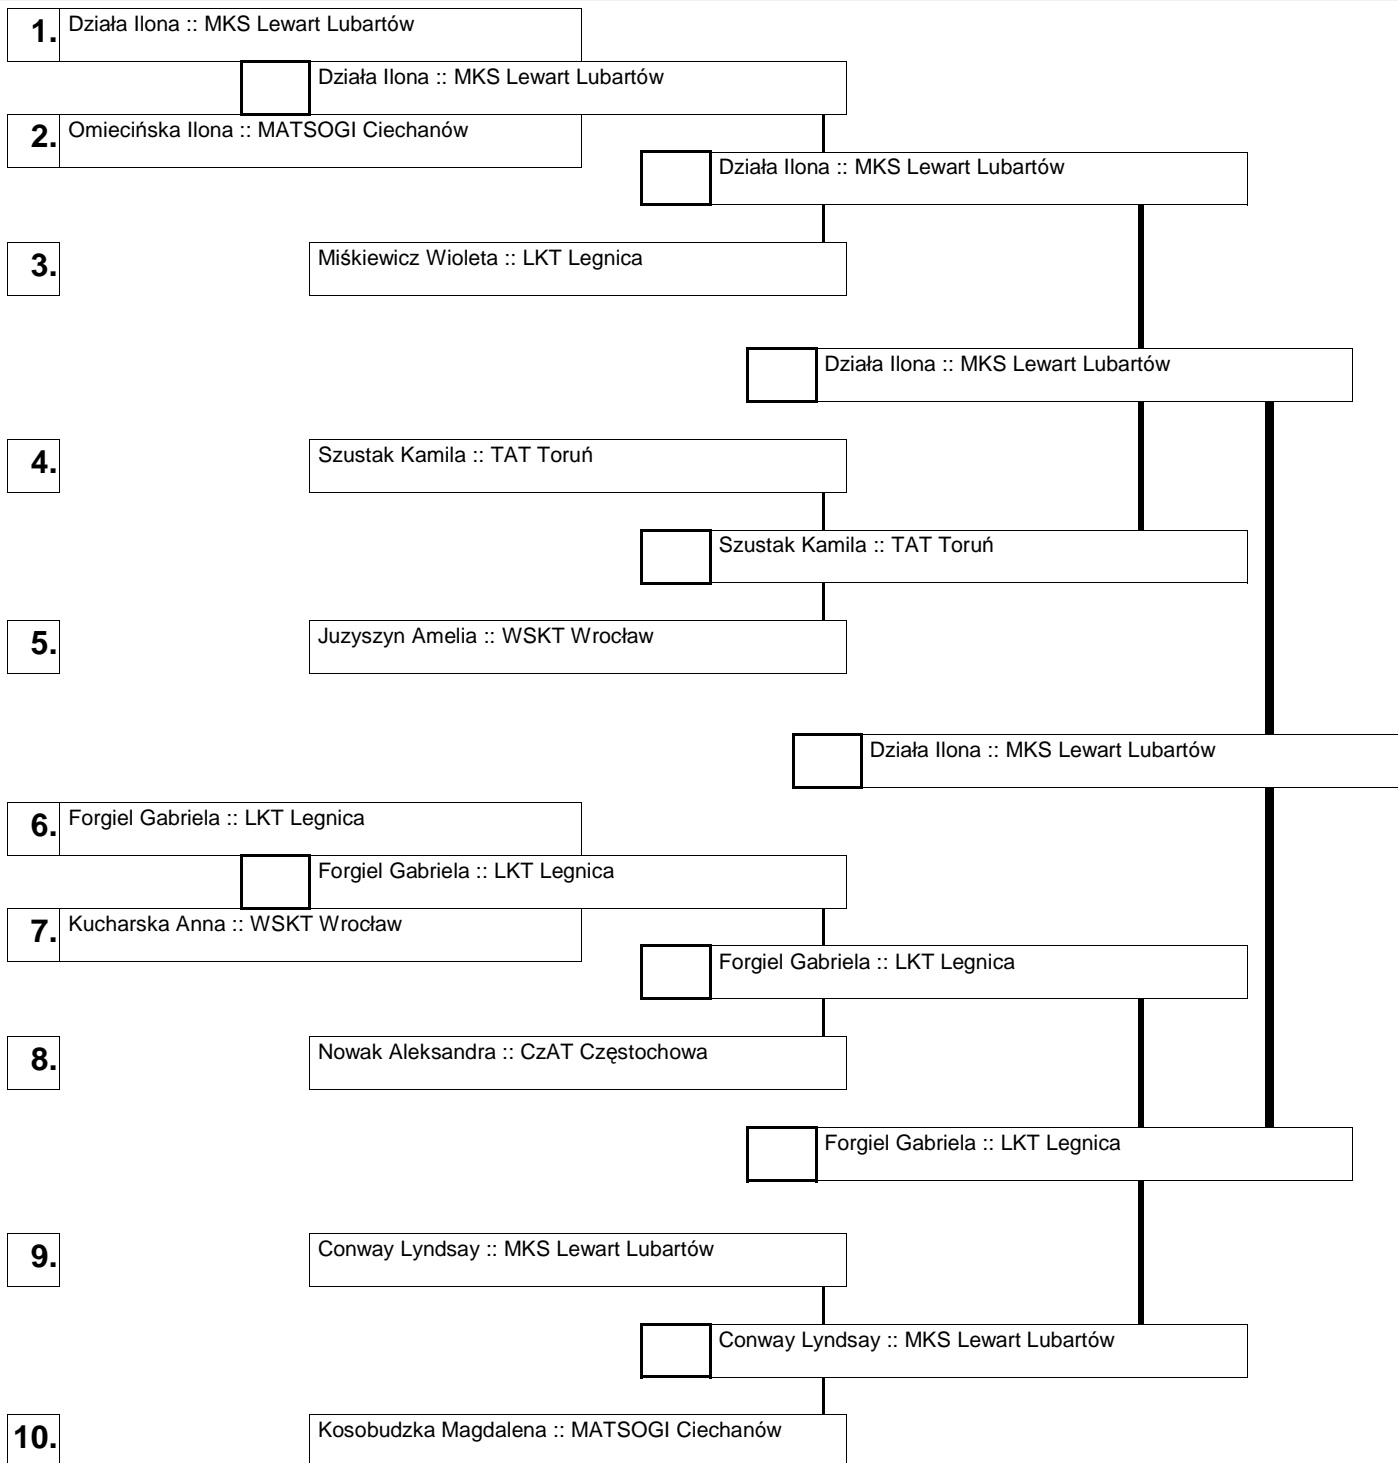 1. Działa Ilona :: MKS Lewart Lubartów
Działa Ilona :: MKS Lewart Lubartów
2. Omiecińska Ilona :: MATSOGI Ciechanów
Działa Ilona :: MKS Lewart Lubartów
3. Miśkiewicz Wioleta :: LKT Legnica
Działa Ilona :: MKS Lewart Lubartów
4. Szustak Kamila :: TAT Toruń
Szustak Kamila :: TAT Toruń
5. Juzyszyn Amelia :: WSKT Wrocław
Działa Ilona :: MKS Lewart Lubartów
6. Forgiel Gabriela :: LKT Legnica
Forgiel Gabriela :: LKT Legnica
7. Kucharska Anna :: WSKT Wrocław
Forgiel Gabriela :: LKT Legnica
8. Nowak Aleksandra :: CzAT Częstochowa
Forgiel Gabriela :: LKT Legnica
9. Conway Lyndsay :: MKS Lewart Lubartów
Conway Lyndsay :: MKS Lewart Lubartów
10. Kosobudzka Magdalena :: MATSOGI Ciechanów